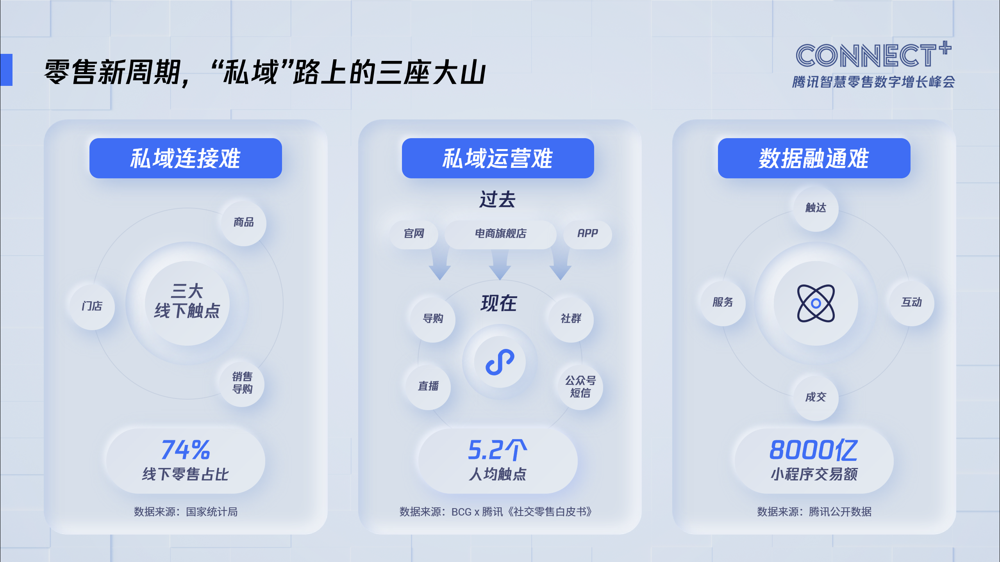 零售新周期，“私域”路上的三座大山
CONNECT+
腾讯智慧零售数字增长峰会
私域连接难
商品
三大
线下触点
门店
销售
导购
74%
线下零售占比
数据来源：国家统计局
私域运营难
过去
官网
电商旗舰店
APP
现在
导购
社群
直播
公众号
短信
5.2个
人均触点
数据来源：BCG x 腾讯《社交零售白皮书》
数据融通难
触达
服务
互动
成交
8000亿
小程序交易额
数据来源：腾讯公开数据